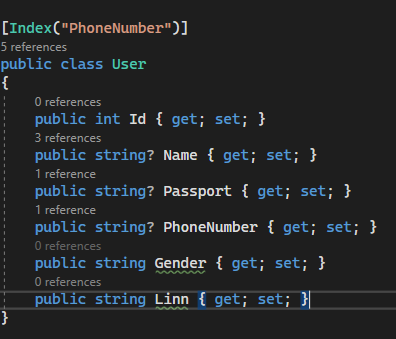 [Index("PhoneNumber")]
5 references
public class User
{
0 references
public int Id { get; set; }
3 references
public string? Name { get; set; }
1 reference
public string? Passport { get; set; }
1 reference
public string? PhoneNumber { get; set; }
0 references
public string Gender { get; set; }
0 references
public string Linn { get; set; }
}